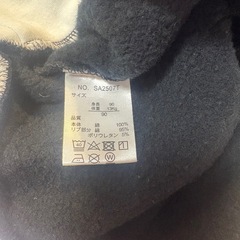 NO. SA2507T
サイズ
身長 90
体重 13kg
90
品質
本体 綿 100%
リブ部分 綿 95%
ポリウレタン 5%